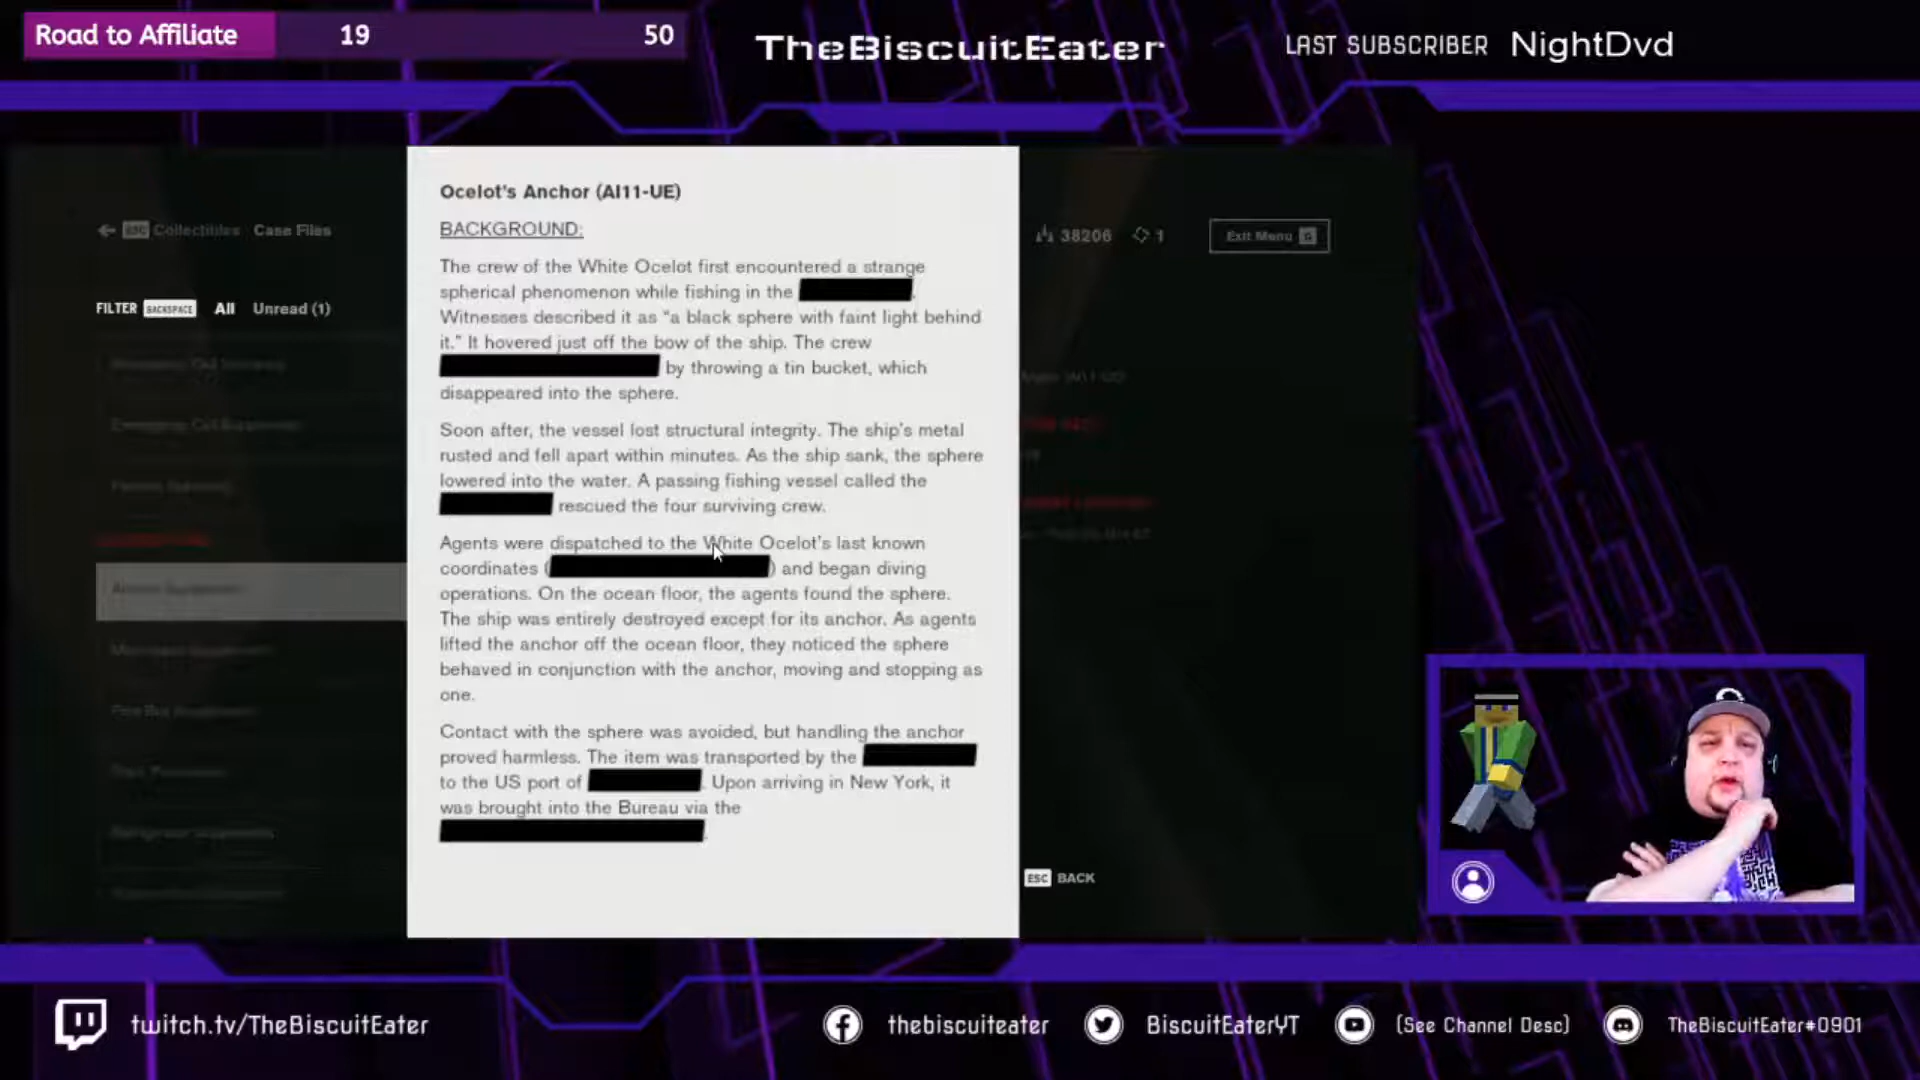 Road to Affiliate 19 50
TheBiscuitEater
LAST SUBSCRIBER NightDvd
ESC Collectibles Case Files
FILTER BACKSPACE All Unread (1)
Ocelot's Anchor (AI11-UE)
BACKGROUND:
The crew of the White Ocelot first encountered a strange
spherical phenomenon while fishing in the .
Witnesses described it as "a black sphere with faint light behind
it." It hovered just off the bow of the ship. The crew
by throwing a tin bucket, which
disappeared into the sphere.
Soon after, the vessel lost structural integrity. The ship's metal
rusted and fell apart within minutes. As the ship sank, the sphere
lowered into the water. A passing fishing vessel called the
rescued the four surviving crew.
Agents were dispatched to the White Ocelot's last known
coordinates ( ) and began diving
operations. On the ocean floor, the agents found the sphere.
The ship was entirely destroyed except for its anchor. As agents
lifted the anchor off the ocean floor, they noticed the sphere
behaved in conjunction with the anchor, moving and stopping as
one.
Contact with the sphere was avoided, but handling the anchor
proved harmless. The item was transported by the
to the US port of . Upon arriving in New York, it
was brought into the Bureau via the
.
38206 1
Exit Menu
ESC BACK
twitch.tv/TheBiscuitEater
thebiscuiteater
BiscuitEaterYT
(See Channel Desc)
TheBiscuitEater#0901